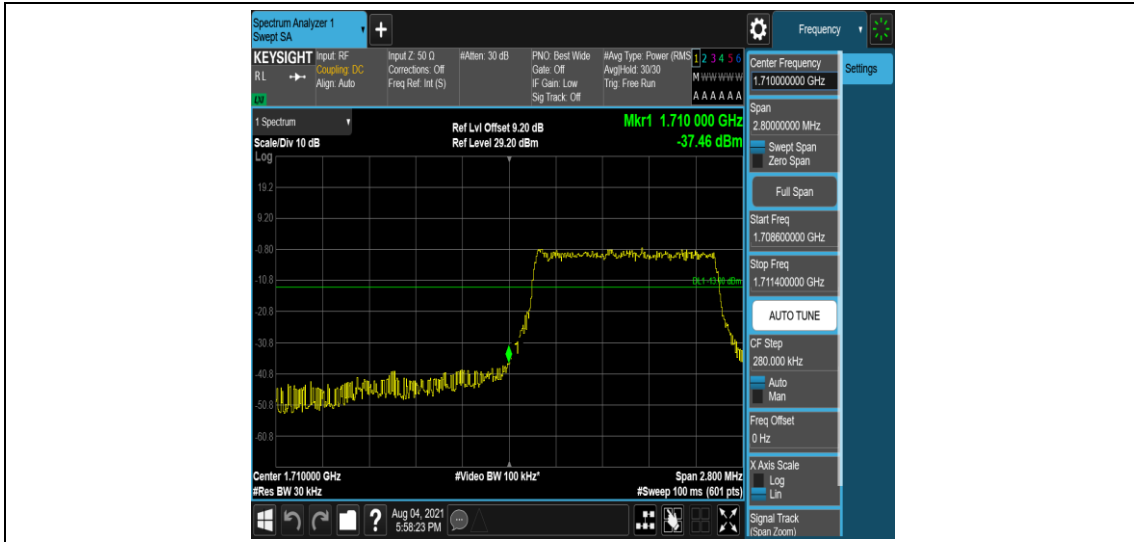 Spectrum Analyzer 1
Swept SA
Frequency
KEYSIGHT
RL
Input: RF
Coupling: DC
Align: Auto
Input Z: 50 Ω
Corrections: Off
Freq Ref: Int (S)
#Atten: 30 dB
PNO: Best Wide
Gate: Off
IF Gain: Low
Sig Track: Off
#Avg Type: Power (RMS
Avg|Hold: 30/30
Trig: Free Run
1 2 3 4 5 6
M W W W W W
A A A A A A
1 Spectrum
Scale/Div 10 dB
Log
Ref Lvl Offset 9.20 dB
Ref Level 29.20 dBm
Mkr1 1.710 000 GHz
-37.46 dBm
19.2
9.20
-0.80
-10.8
-20.8
-30.8
-40.8
-50.8
-60.8
DL1 -13.00 dBm
1
Center 1.710000 GHz
#Res BW 30 kHz
#Video BW 100 kHz*
Span 2.800 MHz
#Sweep 100 ms (601 pts)
Center Frequency
1.710000000 GHz
Settings
Span
2.80000000 MHz
Swept Span
Zero Span
Full Span
Start Freq
1.708600000 GHz
Stop Freq
1.711400000 GHz
AUTO TUNE
CF Step
280.000 kHz
Auto
Man
Freq Offset
0 Hz
X Axis Scale
Log
Lin
Signal Track
(Span Zoom)
?
Aug 04, 2021
5:58:23 PM